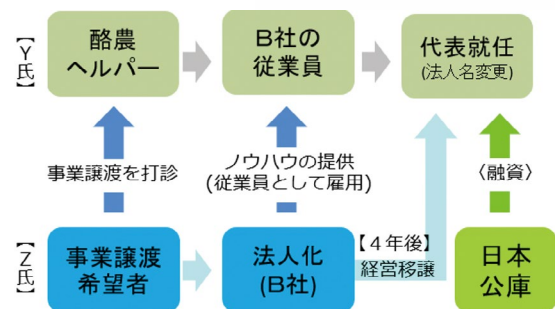 【Y氏】
酪農
ヘルパー
B社の
従業員
代表就任
(法人名変更)
事業譲渡を打診
ノウハウの提供
(従業員として雇用)
〈融資〉
【Z氏】
事業譲渡
希望者
法人化
(B社)
【4年後】
経営移譲
日本
公庫